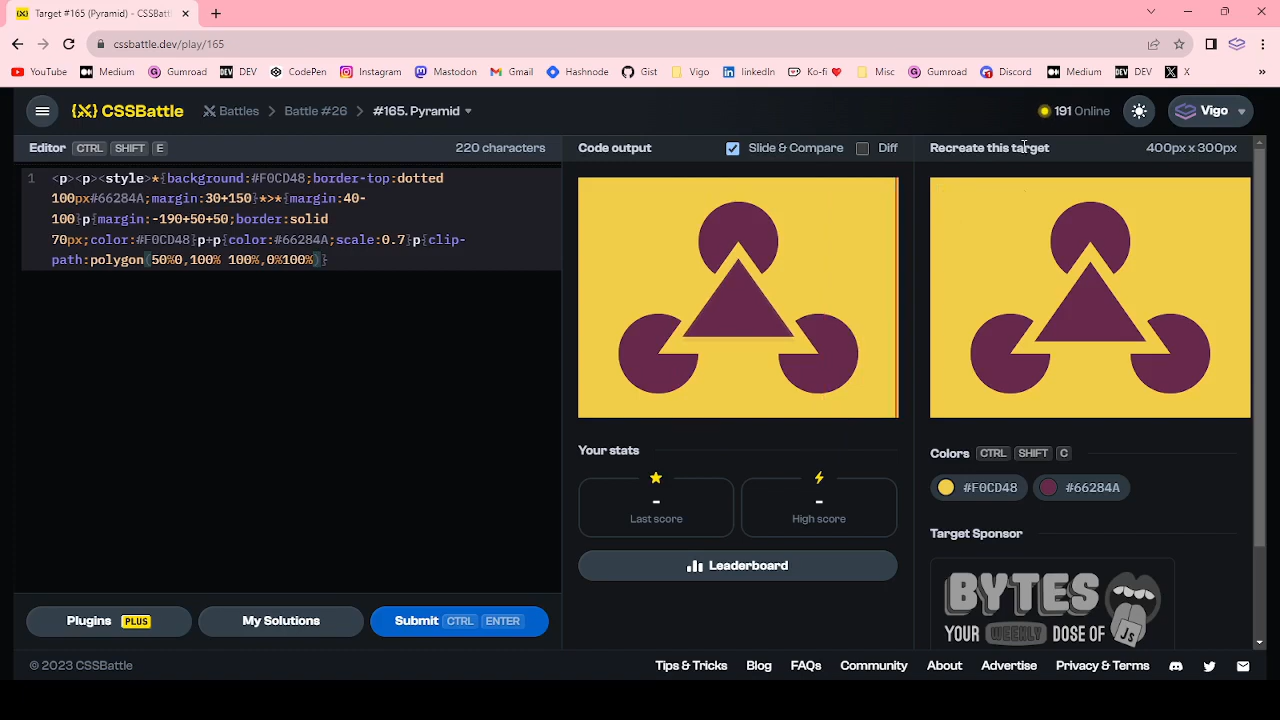 Target #165 (Pyramid) - CSSBatt
cssbattle.dev/play/165
YouTube Medium Gumroad DEV CodePen Instagram Mastodon Gmail Hashnode Gist Vigo linkedIn Ko-fi Misc Gumroad Discord Medium DEV X
{X} CSSBattle Battles > Battle #26 > #165. Pyramid 191 Online Vigo
Editor CTRL SHIFT E 220 characters Code output Slide & Compare Diff Recreate this target 400px x 300px
1 <p><p><style>*{background:#F0CD48;border-top:dotted
100px#66284A;margin:30+150}*>*{margin:40-
100}p{margin:-190+50+50;border:solid
70px;color:#F0CD48}p+p{color:#66284A;scale:0.7}p{clip-
path:polygon(50%0,100% 100%,0%100%)}
Your stats
-
Last score
-
High score
Leaderboard
Colors CTRL SHIFT C
#F0CD48 #66284A
Target Sponsor
BYTES
YOUR WEEKLY DOSE OF JS
Plugins PLUS My Solutions Submit CTRL ENTER
© 2023 CSSBattle Tips & Tricks Blog FAQs Community About Advertise Privacy & Terms